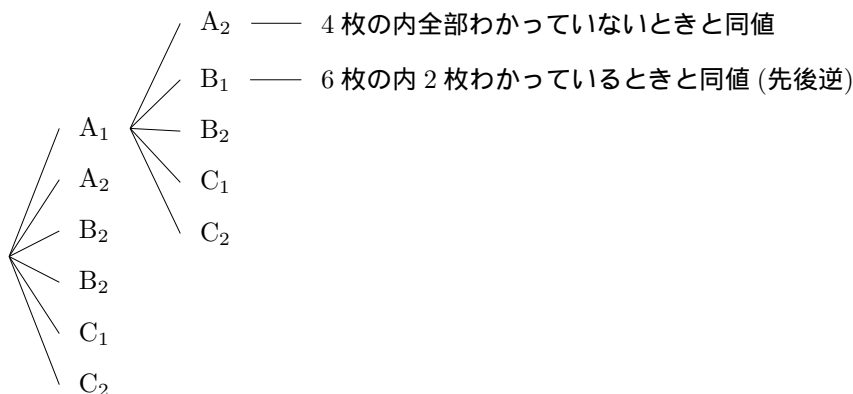 A₂ 4 枚の内全部わかっていないときと同値
B₁ 6 枚の内 2 枚わかっているときと同値 (先後逆)
A₁
B₂
A₂
C₁
B₂
C₂
B₂
C₁
C₂